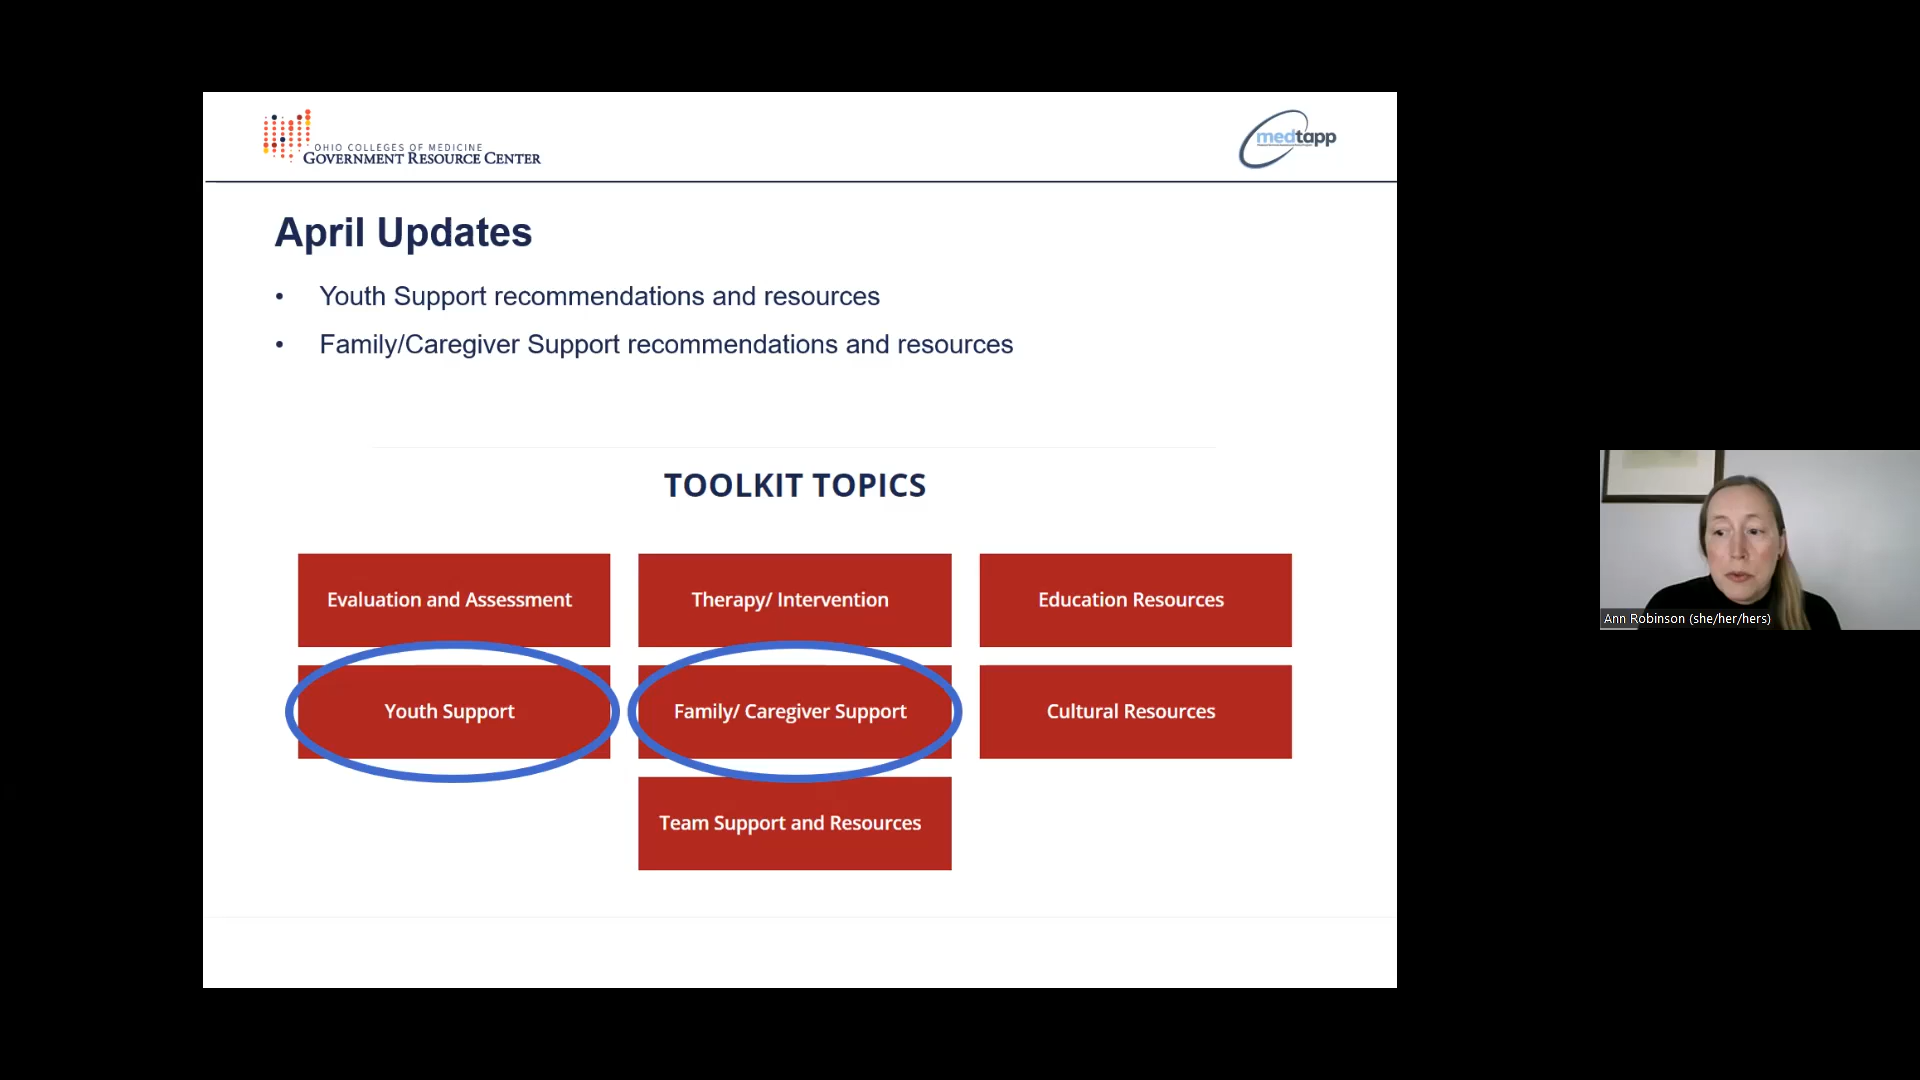 OHIO COLLEGES OF MEDICINE
GOVERNMENT RESOURCE CENTER
medtapp
April Updates
• Youth Support recommendations and resources
• Family/Caregiver Support recommendations and resources
TOOLKIT TOPICS
Evaluation and Assessment
Therapy/ Intervention
Education Resources
Youth Support
Family/ Caregiver Support
Cultural Resources
Team Support and Resources
Ann Robinson (she/her/hers)